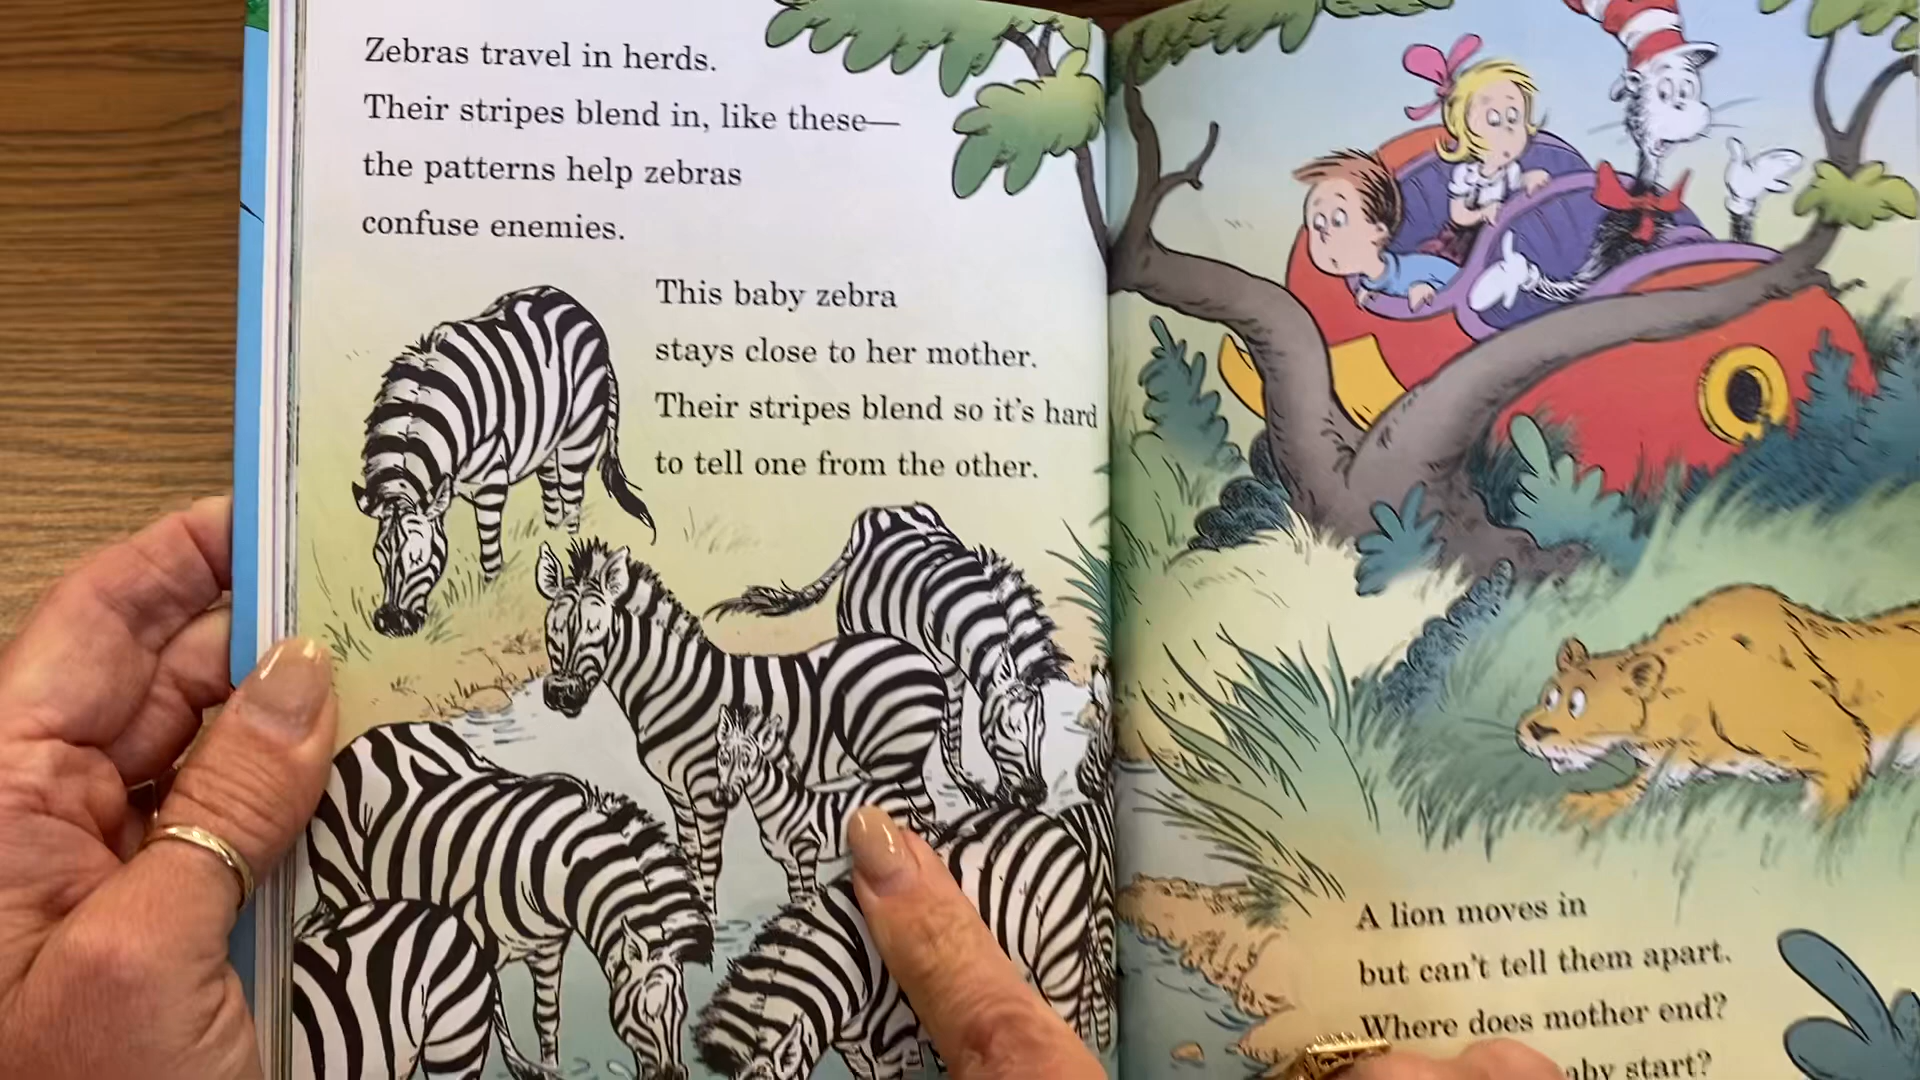 Zebras travel in herds.
Their stripes blend in, like these—
the patterns help zebras
confuse enemies.
This baby zebra
stays close to her mother.
Their stripes blend so it's hard
to tell one from the other.
A lion moves in
but can't tell them apart.
Where does mother end?
start?